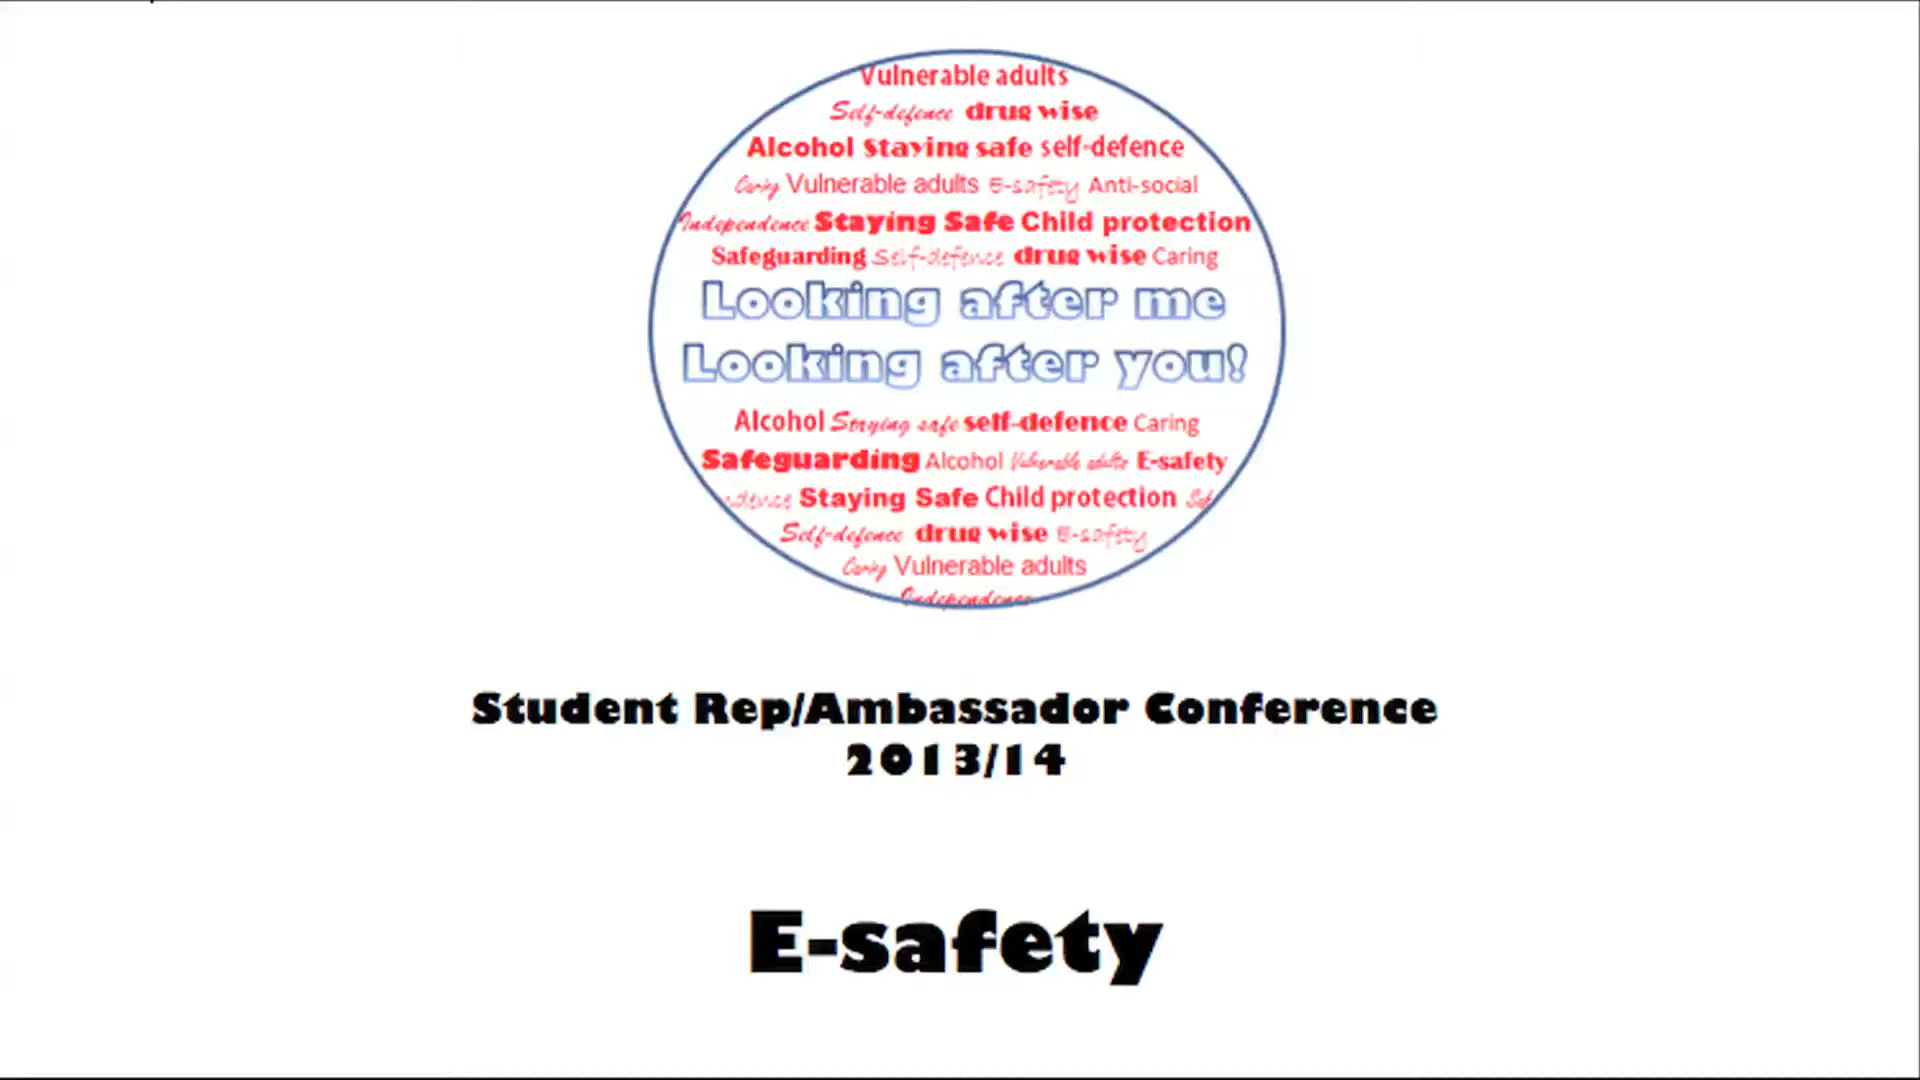 Vulnerable adults
Self-defence drug wise
Alcohol Staying safe self-defence
Caring Vulnerable adults E-safety Anti-social
Independence Staying Safe Child protection
Safeguarding Self-defence drug wise Caring
Looking after me
Looking after you!
Alcohol Staying safe self-defence Caring
Safeguarding Alcohol Vulnerable adults E-safety
Staying Safe Child protection
Self-defence drug wise E-safety
Caring Vulnerable adults
Independence
Student Rep/Ambassador Conference
2013/14
E-safety